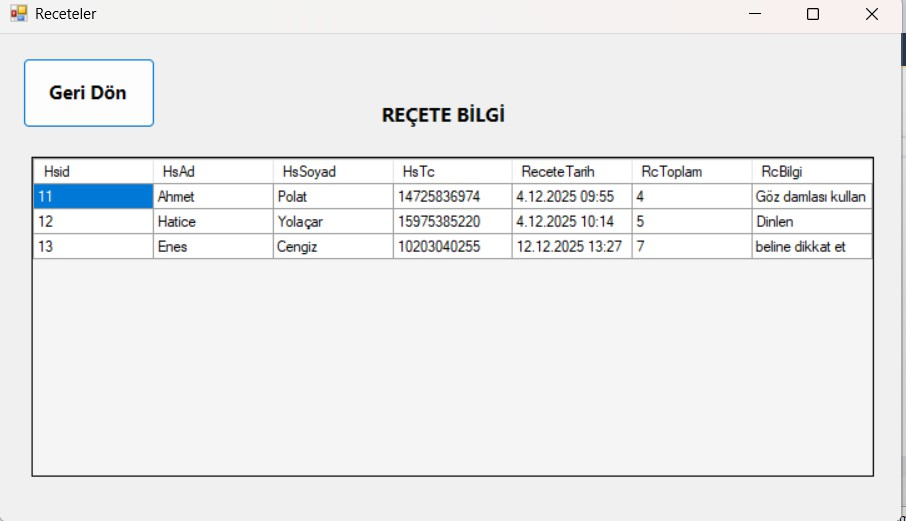 Receteler
Geri Dön
REÇETE BİLGİ
Hsid HsAd HsSoyad HsTc ReceteTarih RcToplam RcBilgi
11 Ahmet Polat 14725836974 4.12.2025 09:55 4 Göz damlası kullan
12 Hatice Yolaçar 15975385220 4.12.2025 10:14 5 Dinlen
13 Enes Cengiz 10203040255 12.12.2025 13:27 7 beline dikkat et